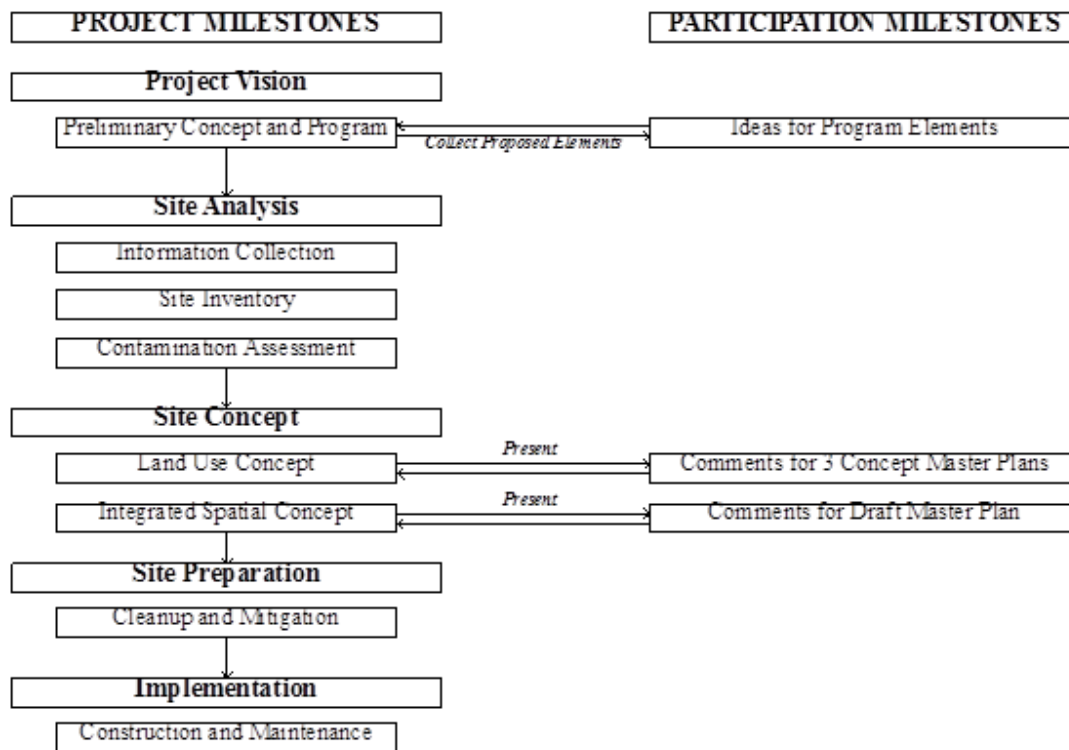 PROJECT MILESTONES
PARTICIPATION MILESTONES
Project Vision
Preliminary Concept and Program
Collect Proposed Elements
Ideas for Program Elements
Site Analysis
Information Collection
Site Inventory
Contamination Assessment
Site Concept
Land Use Concept
Present
Comments for 3 Concept Master Plans
Integrated Spatial Concept
Present
Comments for Draft Master Plan
Site Preparation
Cleanup and Mitigation
Implementation
Construction and Maintenance